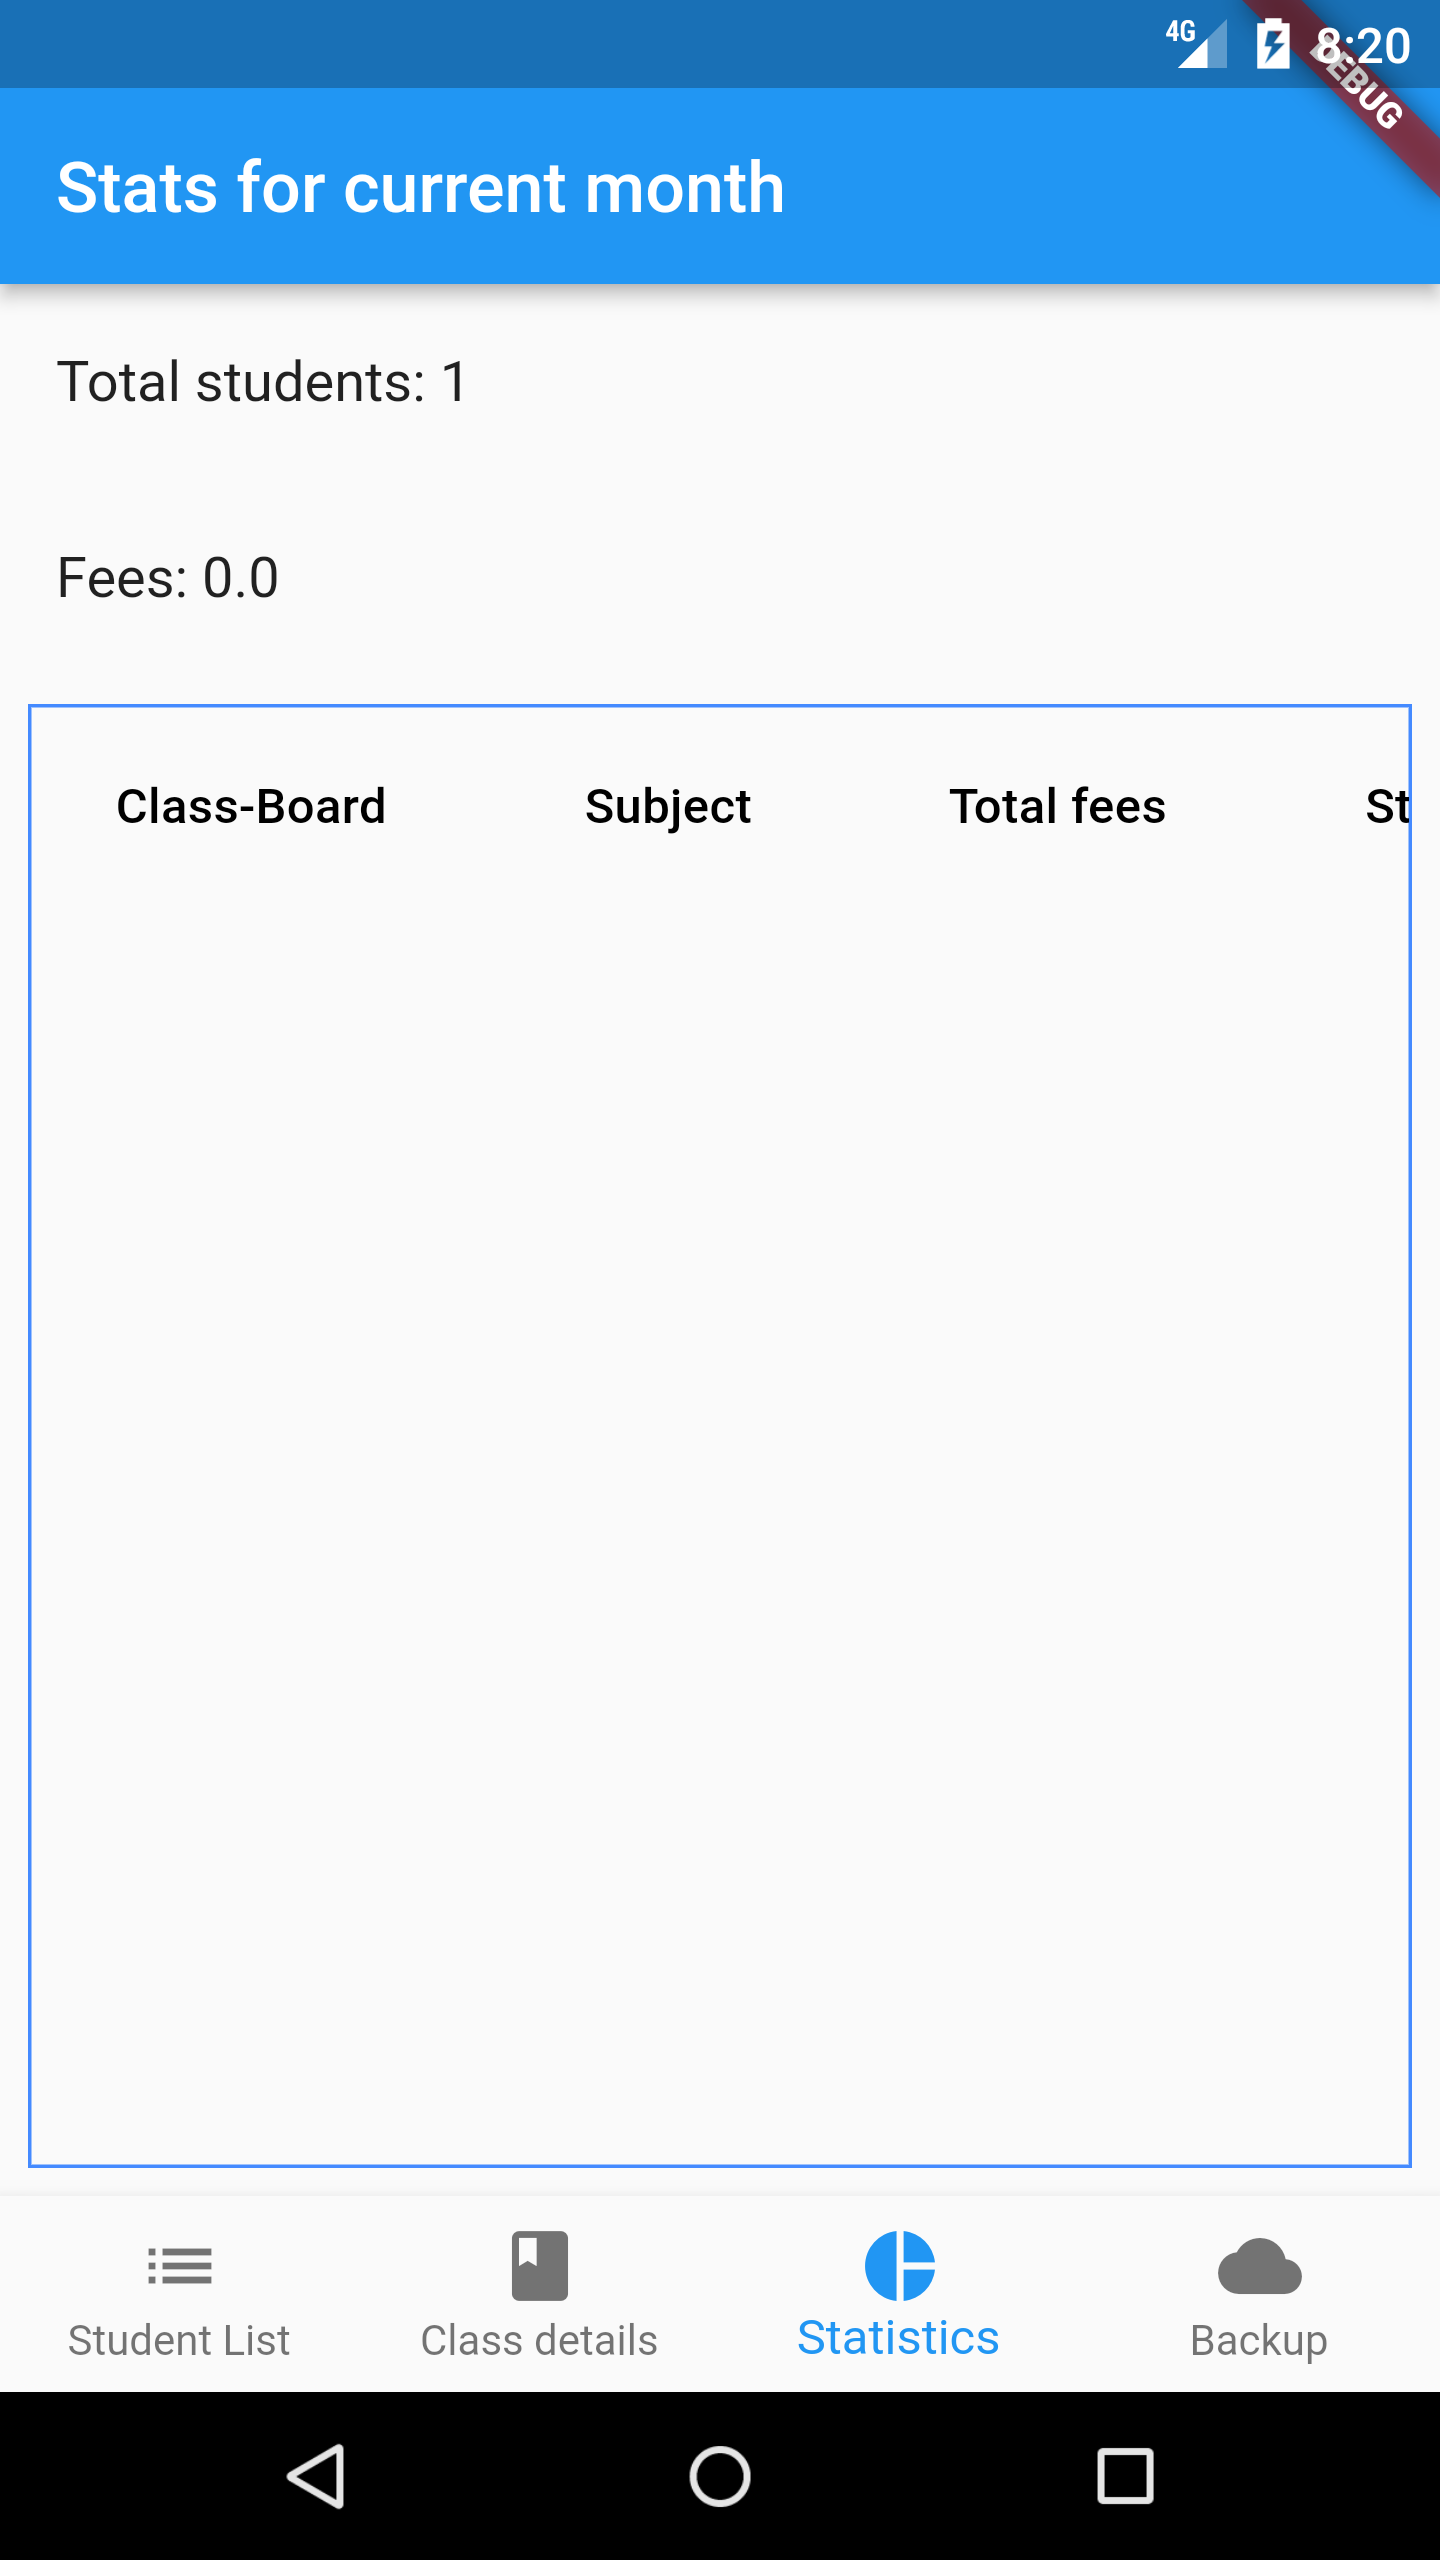 4G 8:20
DEBUG
Stats for current month
Total students: 1
Fees: 0.0
Class-Board Subject Total fees St
Student List Class details Statistics Backup